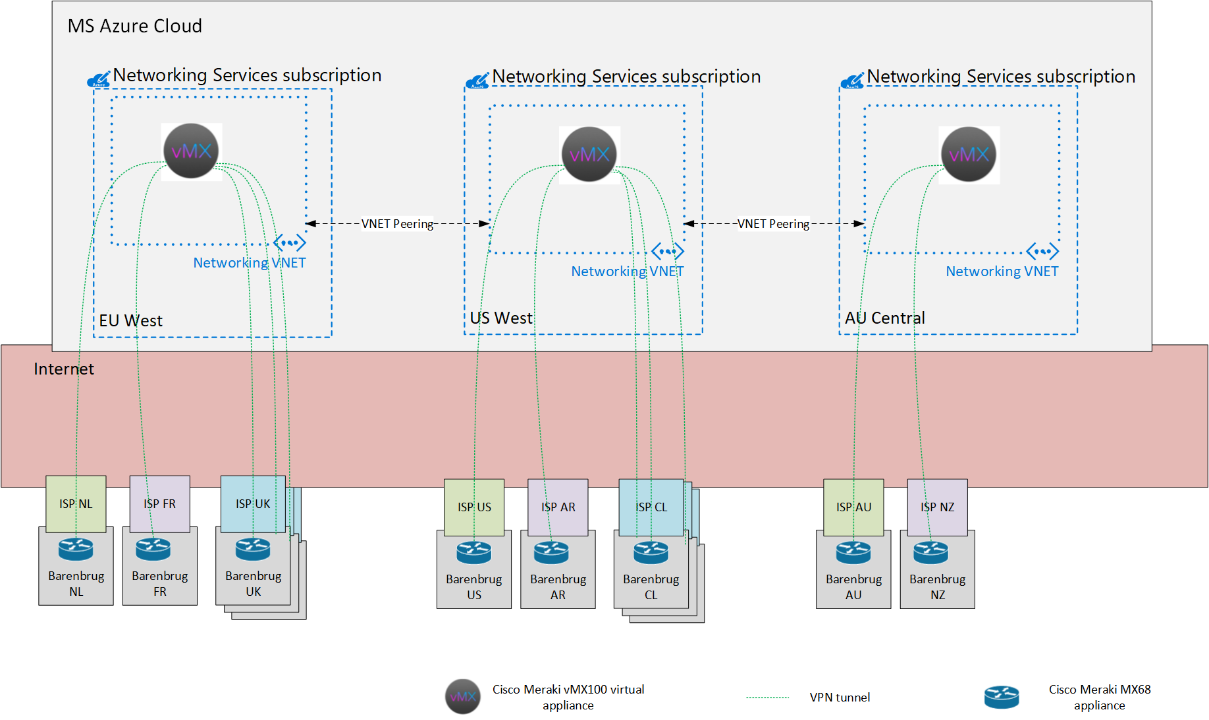 MS Azure Cloud
Networking Services subscription
Networking Services subscription
Networking Services subscription
vMX
vMX
vMX
VNET Peering
VNET Peering
Networking VNET
Networking VNET
Networking VNET
EU West
US West
AU Central
Internet
ISP NL
ISP FR
ISP UK
ISP US
ISP AR
ISP CL
ISP AU
ISP NZ
Barenbrug
NL
Barenbrug
FR
Barenbrug
UK
Barenbrug
US
Barenbrug
AR
Barenbrug
CL
Barenbrug
AU
Barenbrug
NZ
vMX
Cisco Meraki vMX100 virtual
appliance
VPN tunnel
Cisco Meraki MX68
appliance